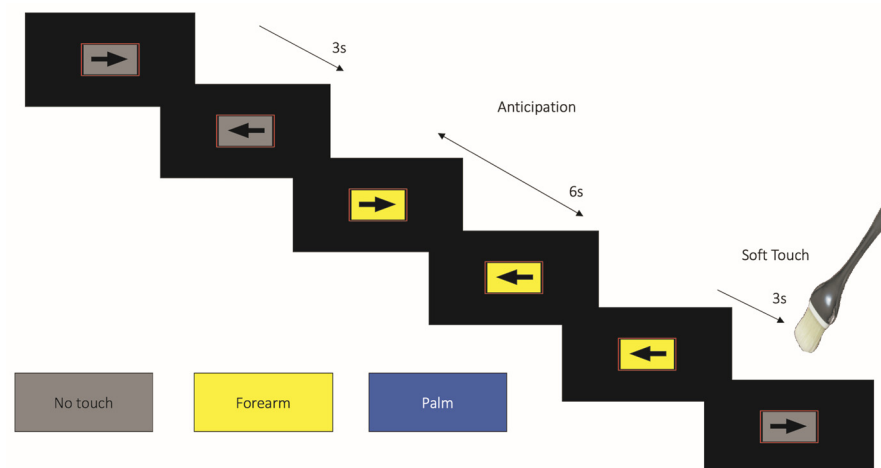 3s
Anticipation
6s
Soft Touch
3s
No touch
Forearm
Palm